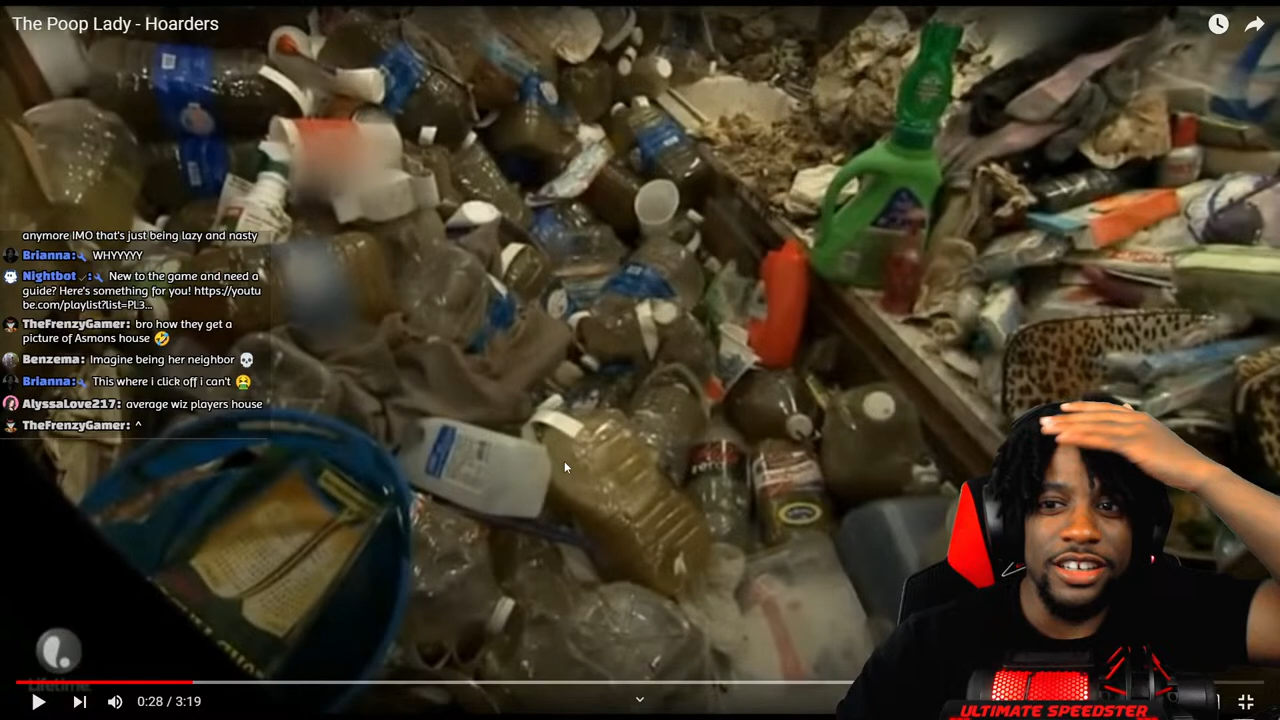 The Poop Lady - Hoarders
anymore IMO that's just being lazy and nasty
Brianna: WHYYYYY
Nightbot : New to the game and need a
guide? Here's something for you! https://youtu
be.com/playlist?list=PL3...
TheFrenzyGamer: bro how they get a
picture of Asmons house 🤣
Benzema: Imagine being her neighbor 💀
Brianna: This where i click off i can't 🤮
AlyssaLove217: average wiz players house
TheFrenzyGamer: ^
zero
Lifetime
0:28 / 3:19
ULTIMATE SPEEDSTER